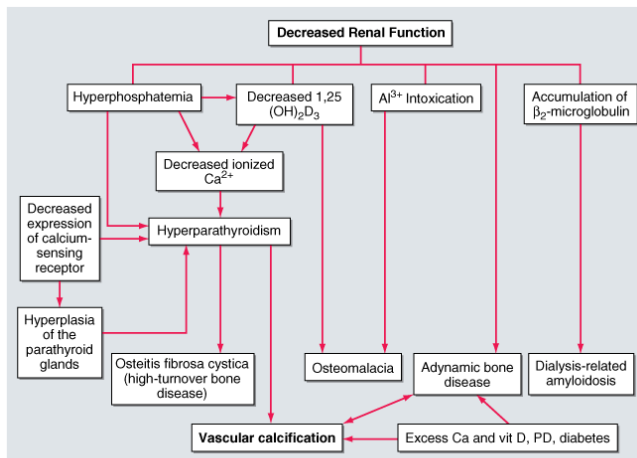 Decreased Renal Function
Hyperphosphatemia
Decreased 1,25
(OH)₂D₃
Al³⁺ Intoxication
Accumulation of
β₂-microglobulin
Decreased ionized
Ca²⁺
Decreased
expression
of calcium-
sensing
receptor
Hyperparathyroidism
Hyperplasia
of the
parathyroid
glands
Osteitis fibrosa cystica
(high-turnover bone
disease)
Osteomalacia
Adynamic bone
disease
Dialysis-related
amyloidosis
Vascular calcification
Excess Ca and vit D, PD, diabetes